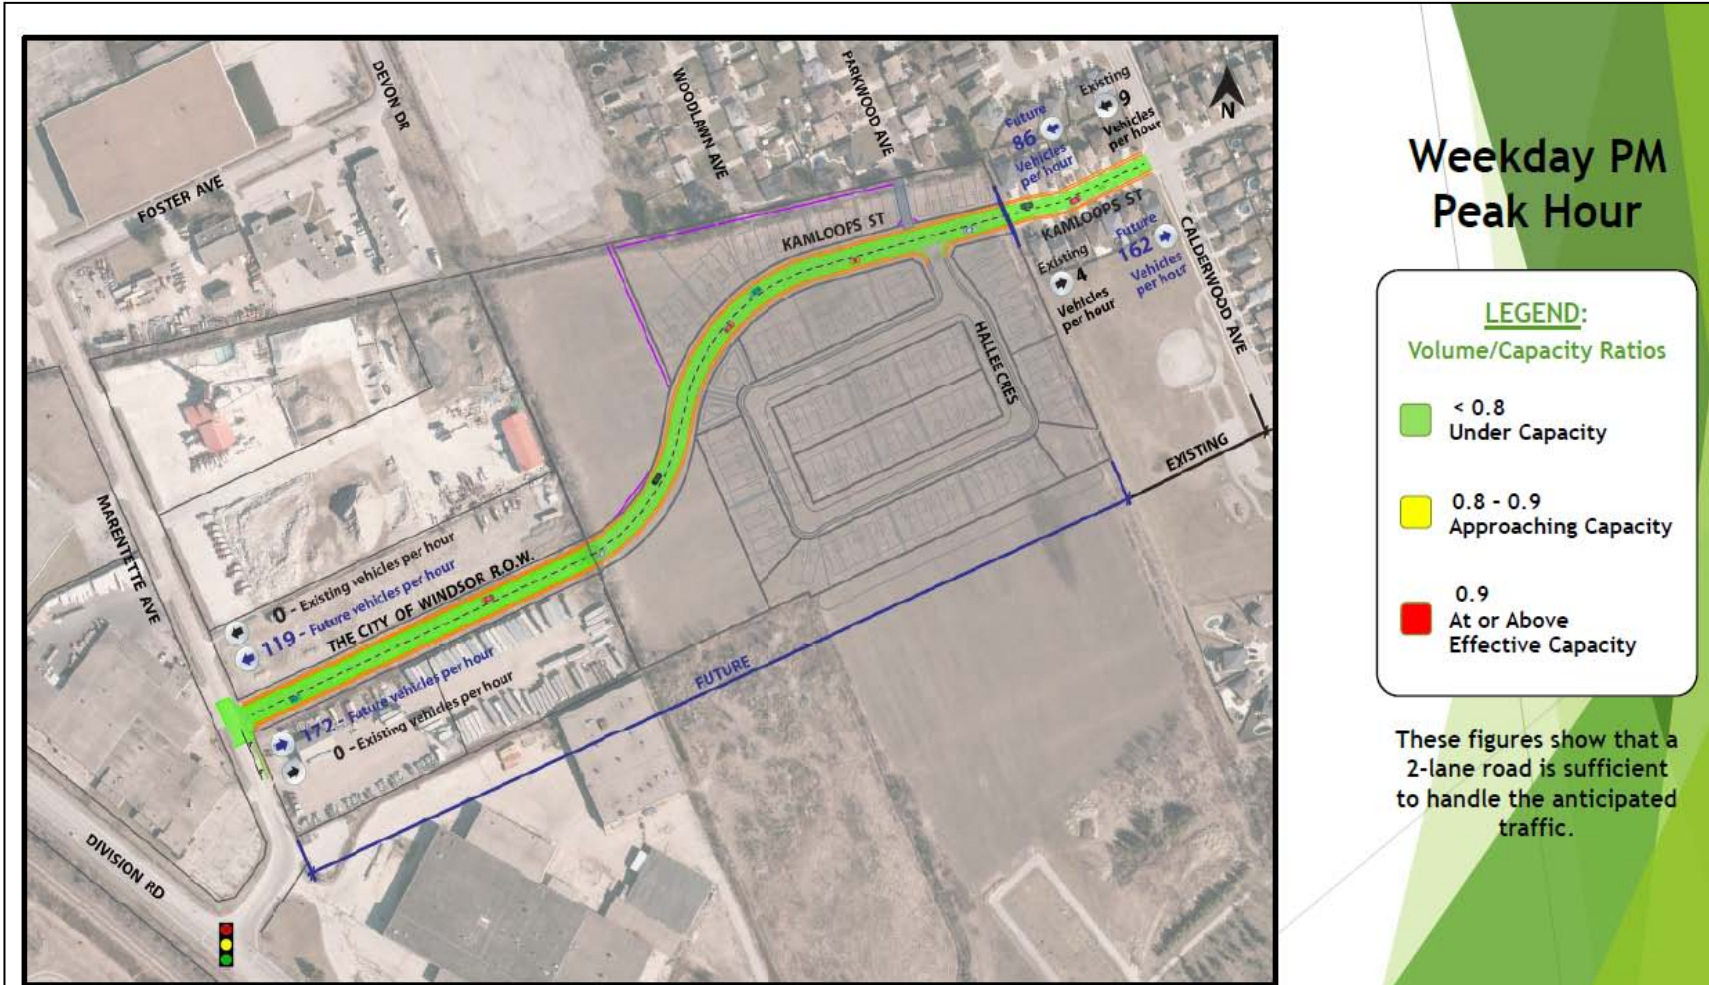 DEVON DR
WOODLAWN AVE
PARKWOOD AVE
FOSTER AVE
Existing
9
Vehicles
per hour
Future
86
Vehicles
per hour
N
KAMLOOPS ST
KAMLOOPS ST
Existing
4
Vehicles
per hour
Future
162
Vehicles
per hour
CALDERWOOD AVE
HALLEE CRES
EXISTING
MARENTETTE AVE
0 - Existing vehicles per hour
119 - Future vehicles per hour
THE CITY OF WINDSOR R.O.W.
172 - Future vehicles per hour
0 - Existing vehicles per hour
FUTURE
DIVISION RD
Weekday PM
Peak Hour
LEGEND:
Volume/Capacity Ratios
< 0.8
Under Capacity
0.8 - 0.9
Approaching Capacity
0.9
At or Above
Effective Capacity
These figures show that a
2-lane road is sufficient
to handle the anticipated
traffic.